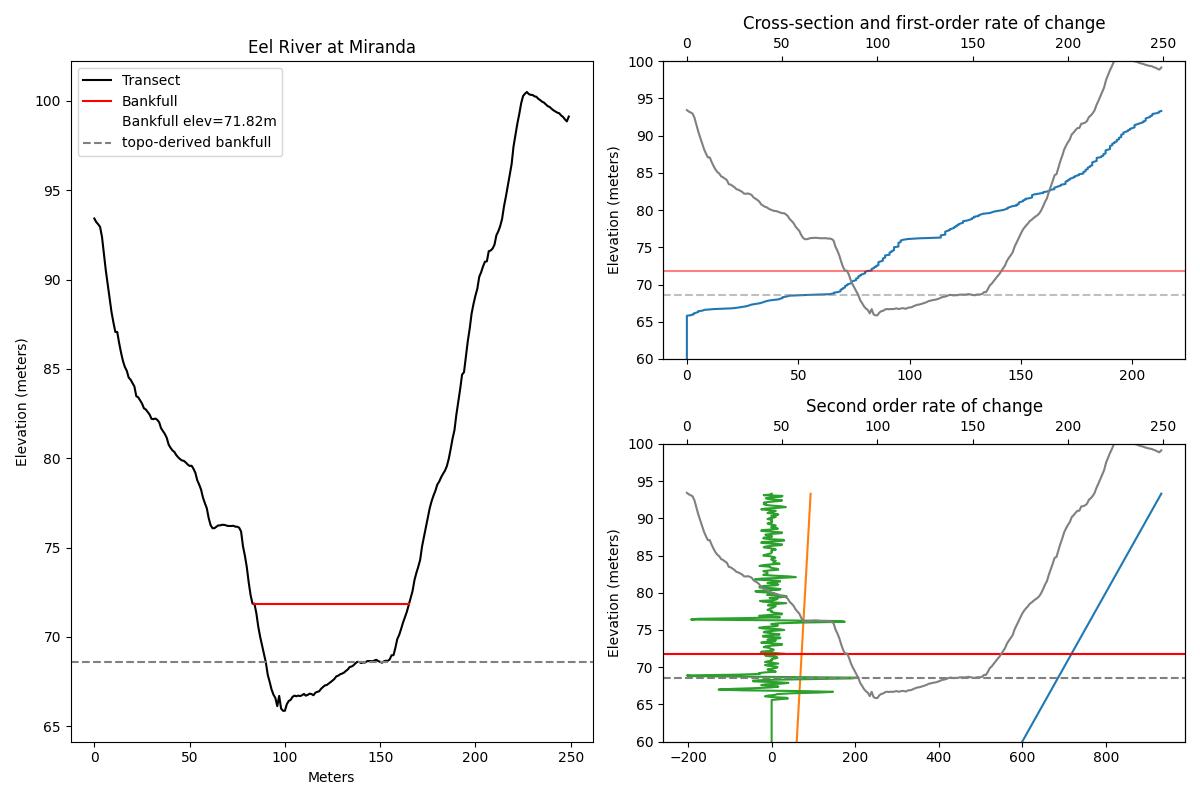 Eel River at Miranda
Transect
Bankfull
Bankfull elev=71.82m
topo-derived bankfull
Elevation (meters)
100
95
90
85
80
75
70
65
0 50 100 150 200 250
Meters
Cross-section and first-order rate of change
0 50 100 150 200 250
Elevation (meters)
100
95
90
85
80
75
70
65
60
0 50 100 150 200
Second order rate of change
0 50 100 150 200 250
Elevation (meters)
100
95
90
85
80
75
70
65
60
−200 0 200 400 600 800